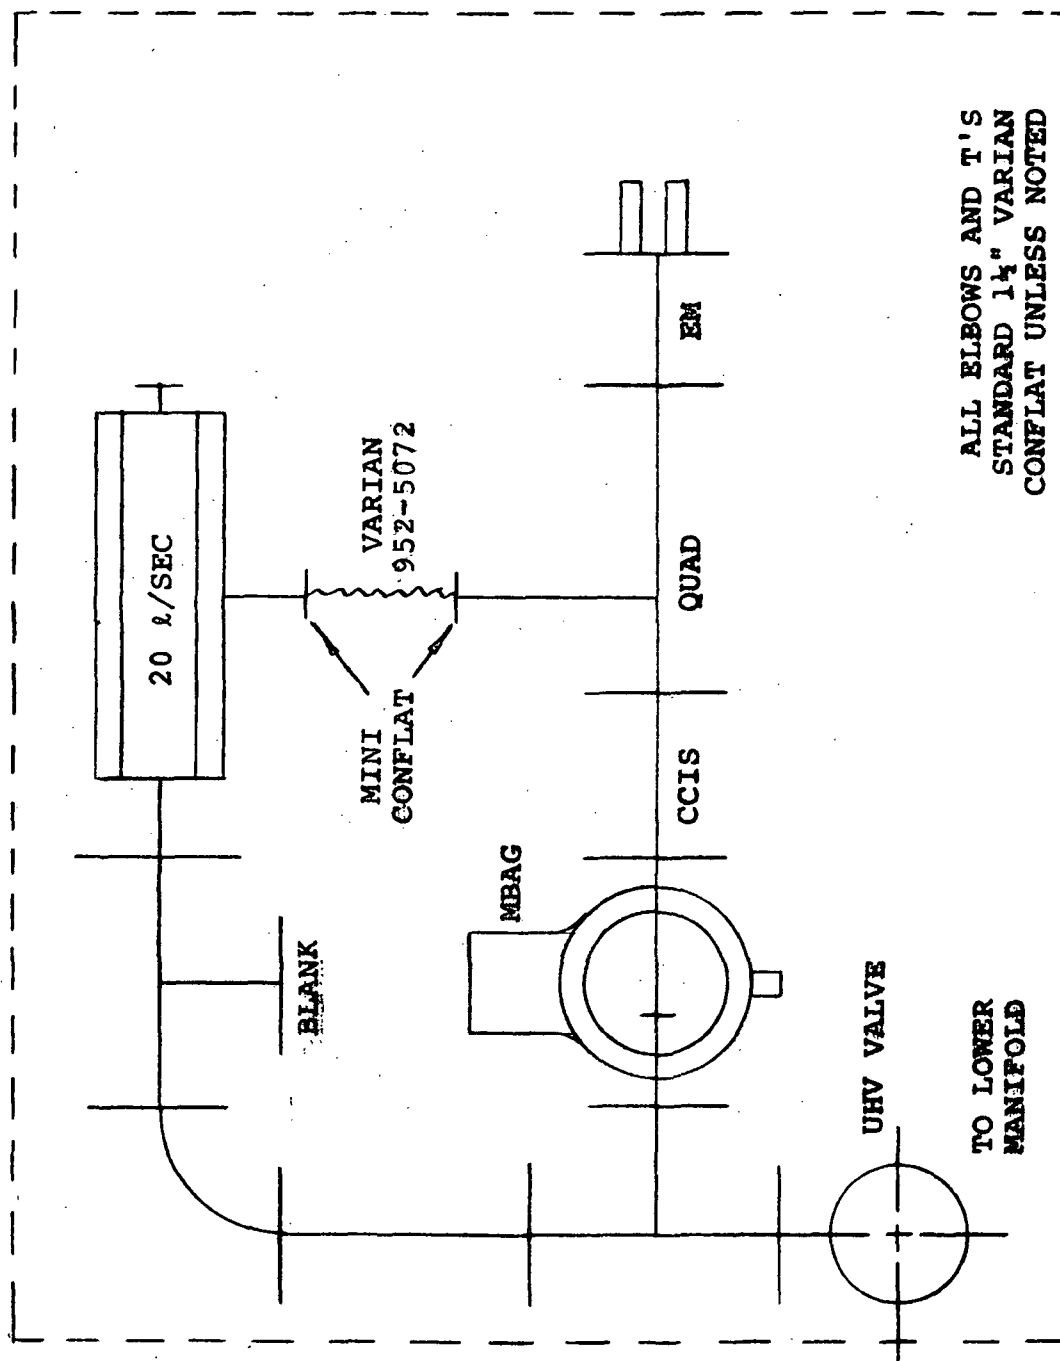 20 ℓ/SEC
VARIAN
952-5072
MINI
CONFLAT
BLANK
MBAG
CCIS
QUAD
EM
UHV VALVE
TO LOWER
MANIFOLD
ALL ELBOWS AND T'S
STANDARD 1½" VARIAN
CONFLAT UNLESS NOTED